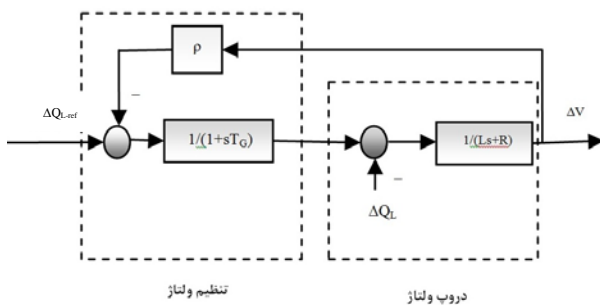 ρ
–
ΔQL-ref
1/(1+sTG)
1/(Ls+R)
ΔV
–
ΔQL
تنظیم ولتاژ
دروپ ولتاژ